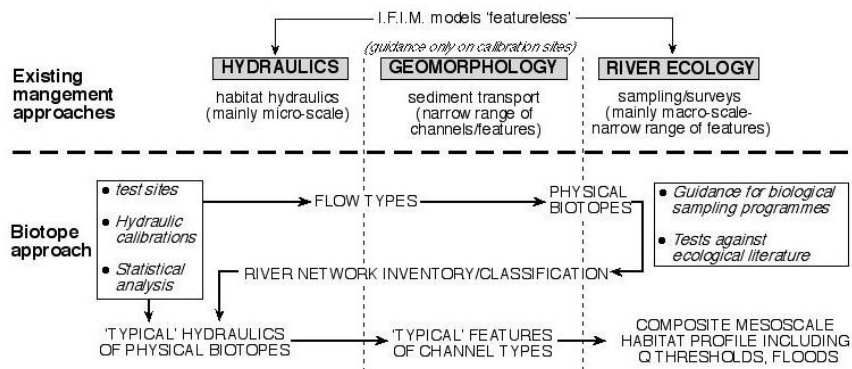 I.F.I.M. models 'featureless'
(guidance only on calibration sites)
Existing
mangement
approaches
HYDRAULICS
habitat hydraulics
(mainly micro-scale)
GEOMORPHOLOGY
sediment transport
(narrow range of
channels/features)
RIVER ECOLOGY
sampling/surveys
(mainly macro-scale-
narrow range of features)
Biotope
approach
• test sites
• Hydraulic
calibrations
• Statistical
analysis
FLOW TYPES
PHYSICAL
BIOTOPES
• Guidance for biological
sampling programmes
• Tests against
ecological literature
RIVER NETWORK INVENTORY/CLASSIFICATION
'TYPICAL' HYDRAULICS
OF PHYSICAL BIOTOPES
'TYPICAL' FEATURES
OF CHANNEL TYPES
COMPOSITE MESOSCALE
HABITAT PROFILE INCLUDING
Q THRESHOLDS, FLOODS